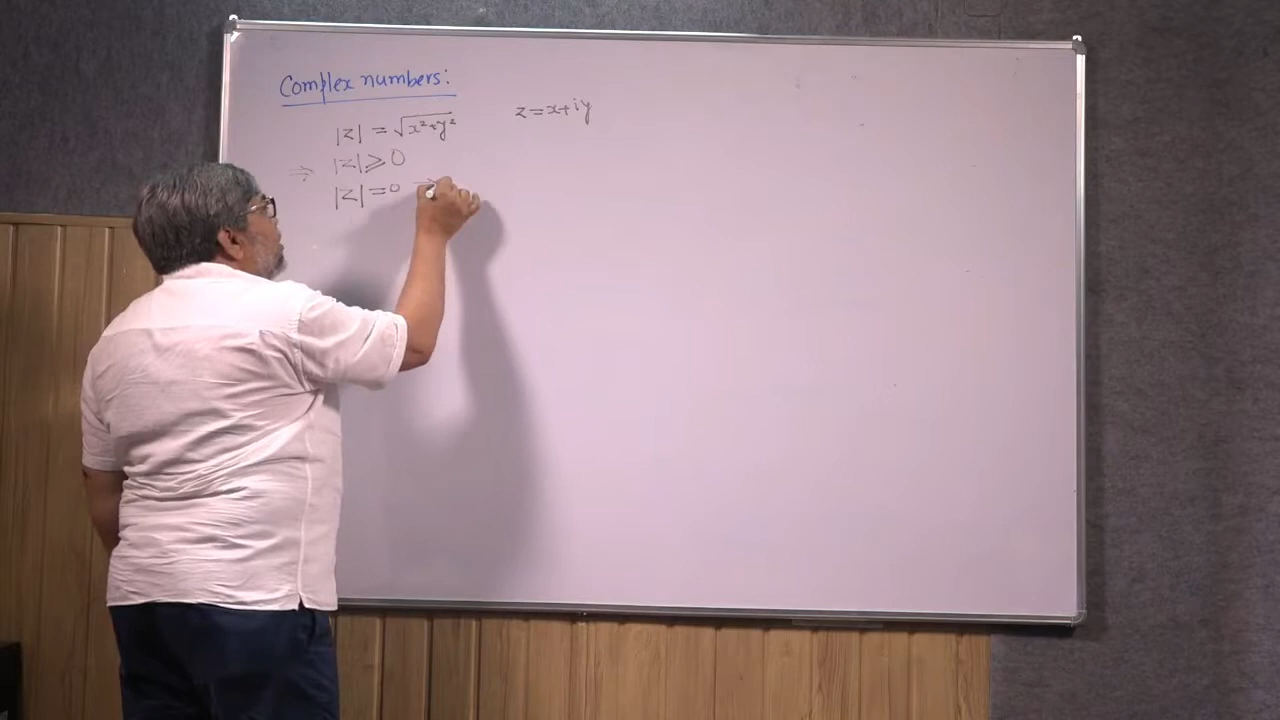 Complex numbers:
|z| = √x²+y² z=x+iy
⇒ |z|⩾0
|z|=0 ⇒